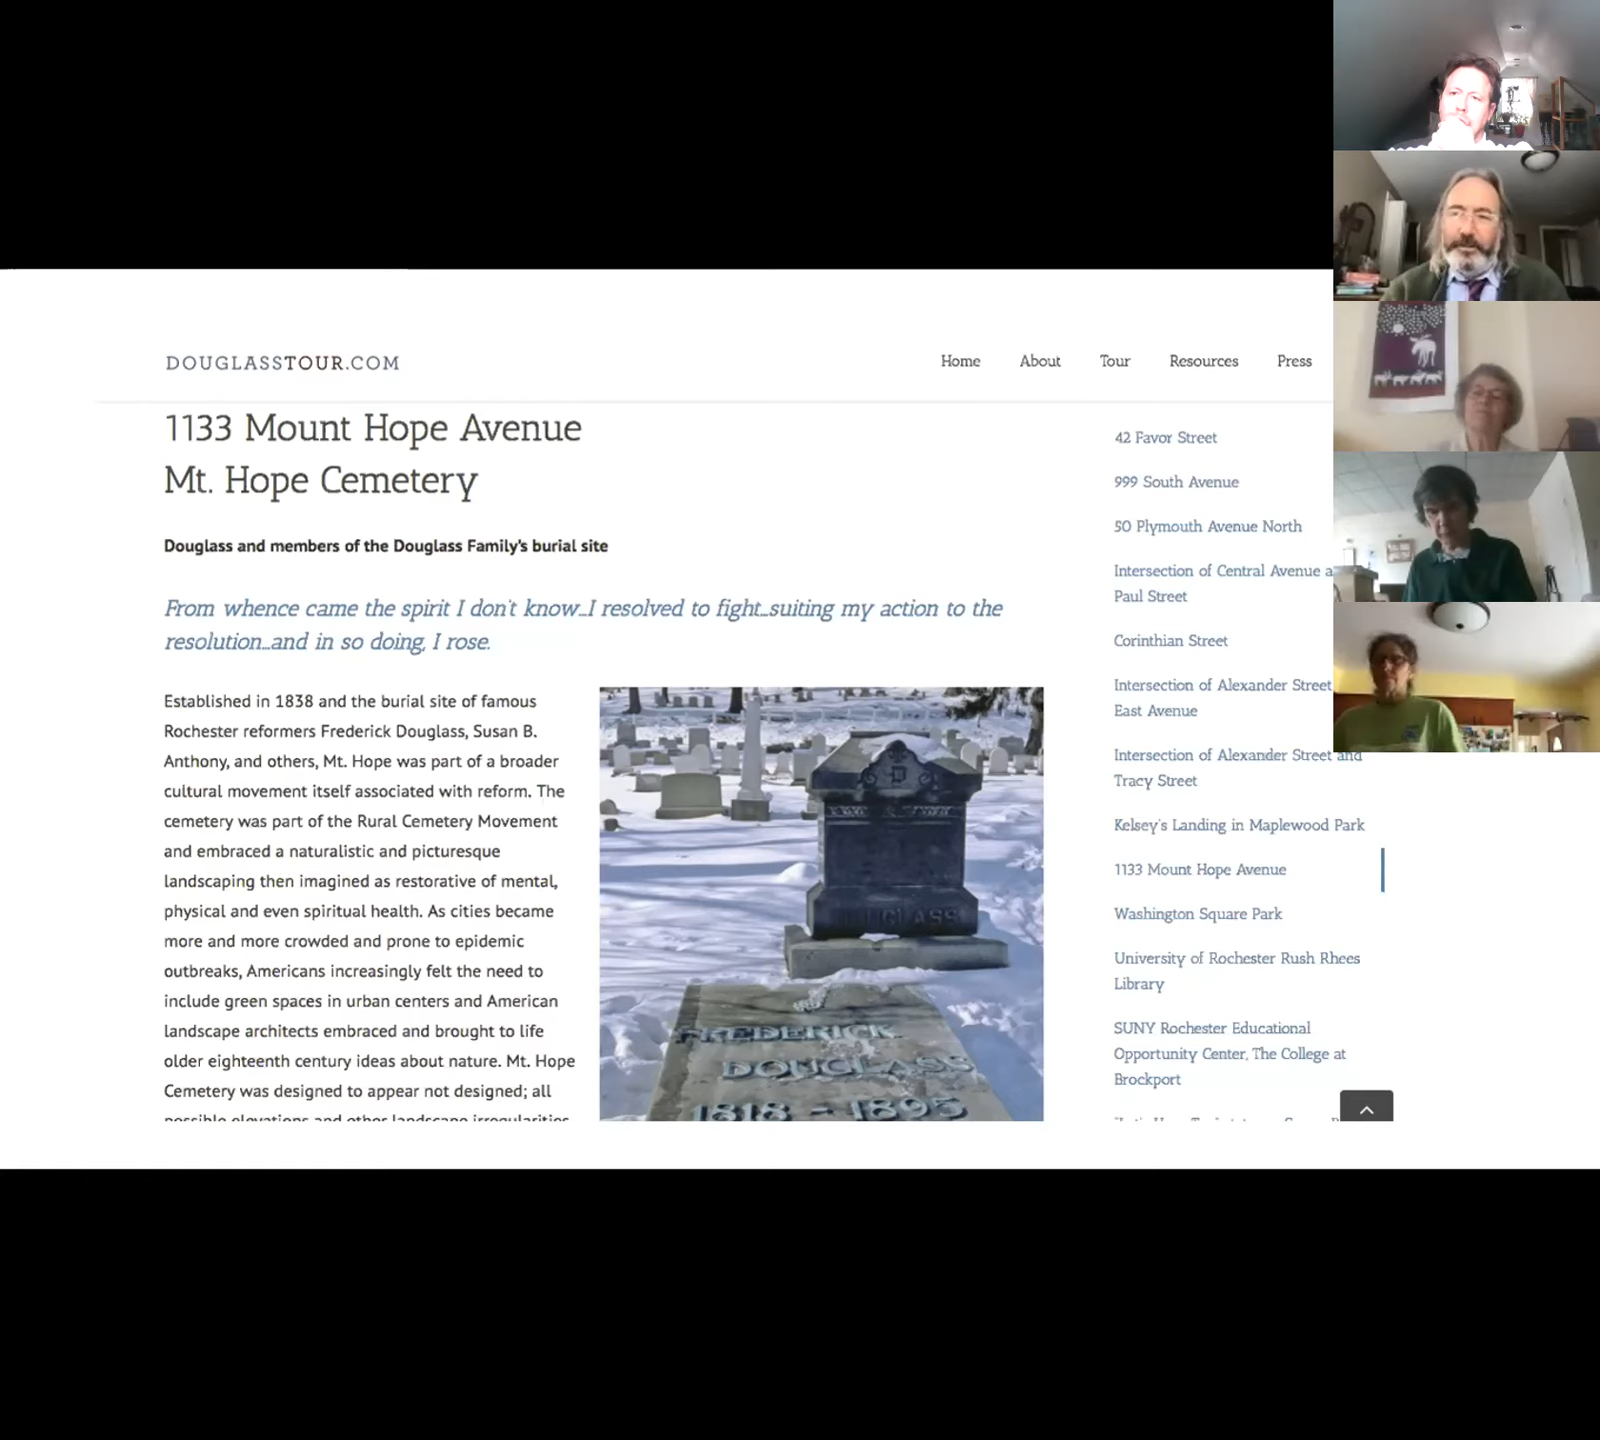 DOUGLASSTOUR.COM
Home About Tour Resources Press
1133 Mount Hope Avenue
Mt. Hope Cemetery
Douglass and members of the Douglass Family's burial site
From whence came the spirit I don't know...I resolved to fight...suiting my action to the
resolution...and in so doing, I rose.
Established in 1838 and the burial site of famous
Rochester reformers Frederick Douglass, Susan B.
Anthony, and others, Mt. Hope was part of a broader
cultural movement itself associated with reform. The
cemetery was part of the Rural Cemetery Movement
and embraced a naturalistic and picturesque
landscaping then imagined as restorative of mental,
physical and even spiritual health. As cities became
more and more crowded and prone to epidemic
outbreaks, Americans increasingly felt the need to
include green spaces in urban centers and American
landscape architects embraced and brought to life
older eighteenth century ideas about nature. Mt. Hope
Cemetery was designed to appear not designed; all
possible elevations and other landscape irregularities
D
DOUGLASS
FREDERICK
DOUGLASS
1818 - 1895
42 Favor Street
999 South Avenue
50 Plymouth Avenue North
Intersection of Central Avenue
Paul Street
Corinthian Street
Intersection of Alexander Street
East Avenue
Intersection of Alexander Street and
Tracy Street
Kelsey's Landing in Maplewood Park
1133 Mount Hope Avenue
Washington Square Park
University of Rochester Rush Rhees
Library
SUNY Rochester Educational
Opportunity Center, The College at
Brockport